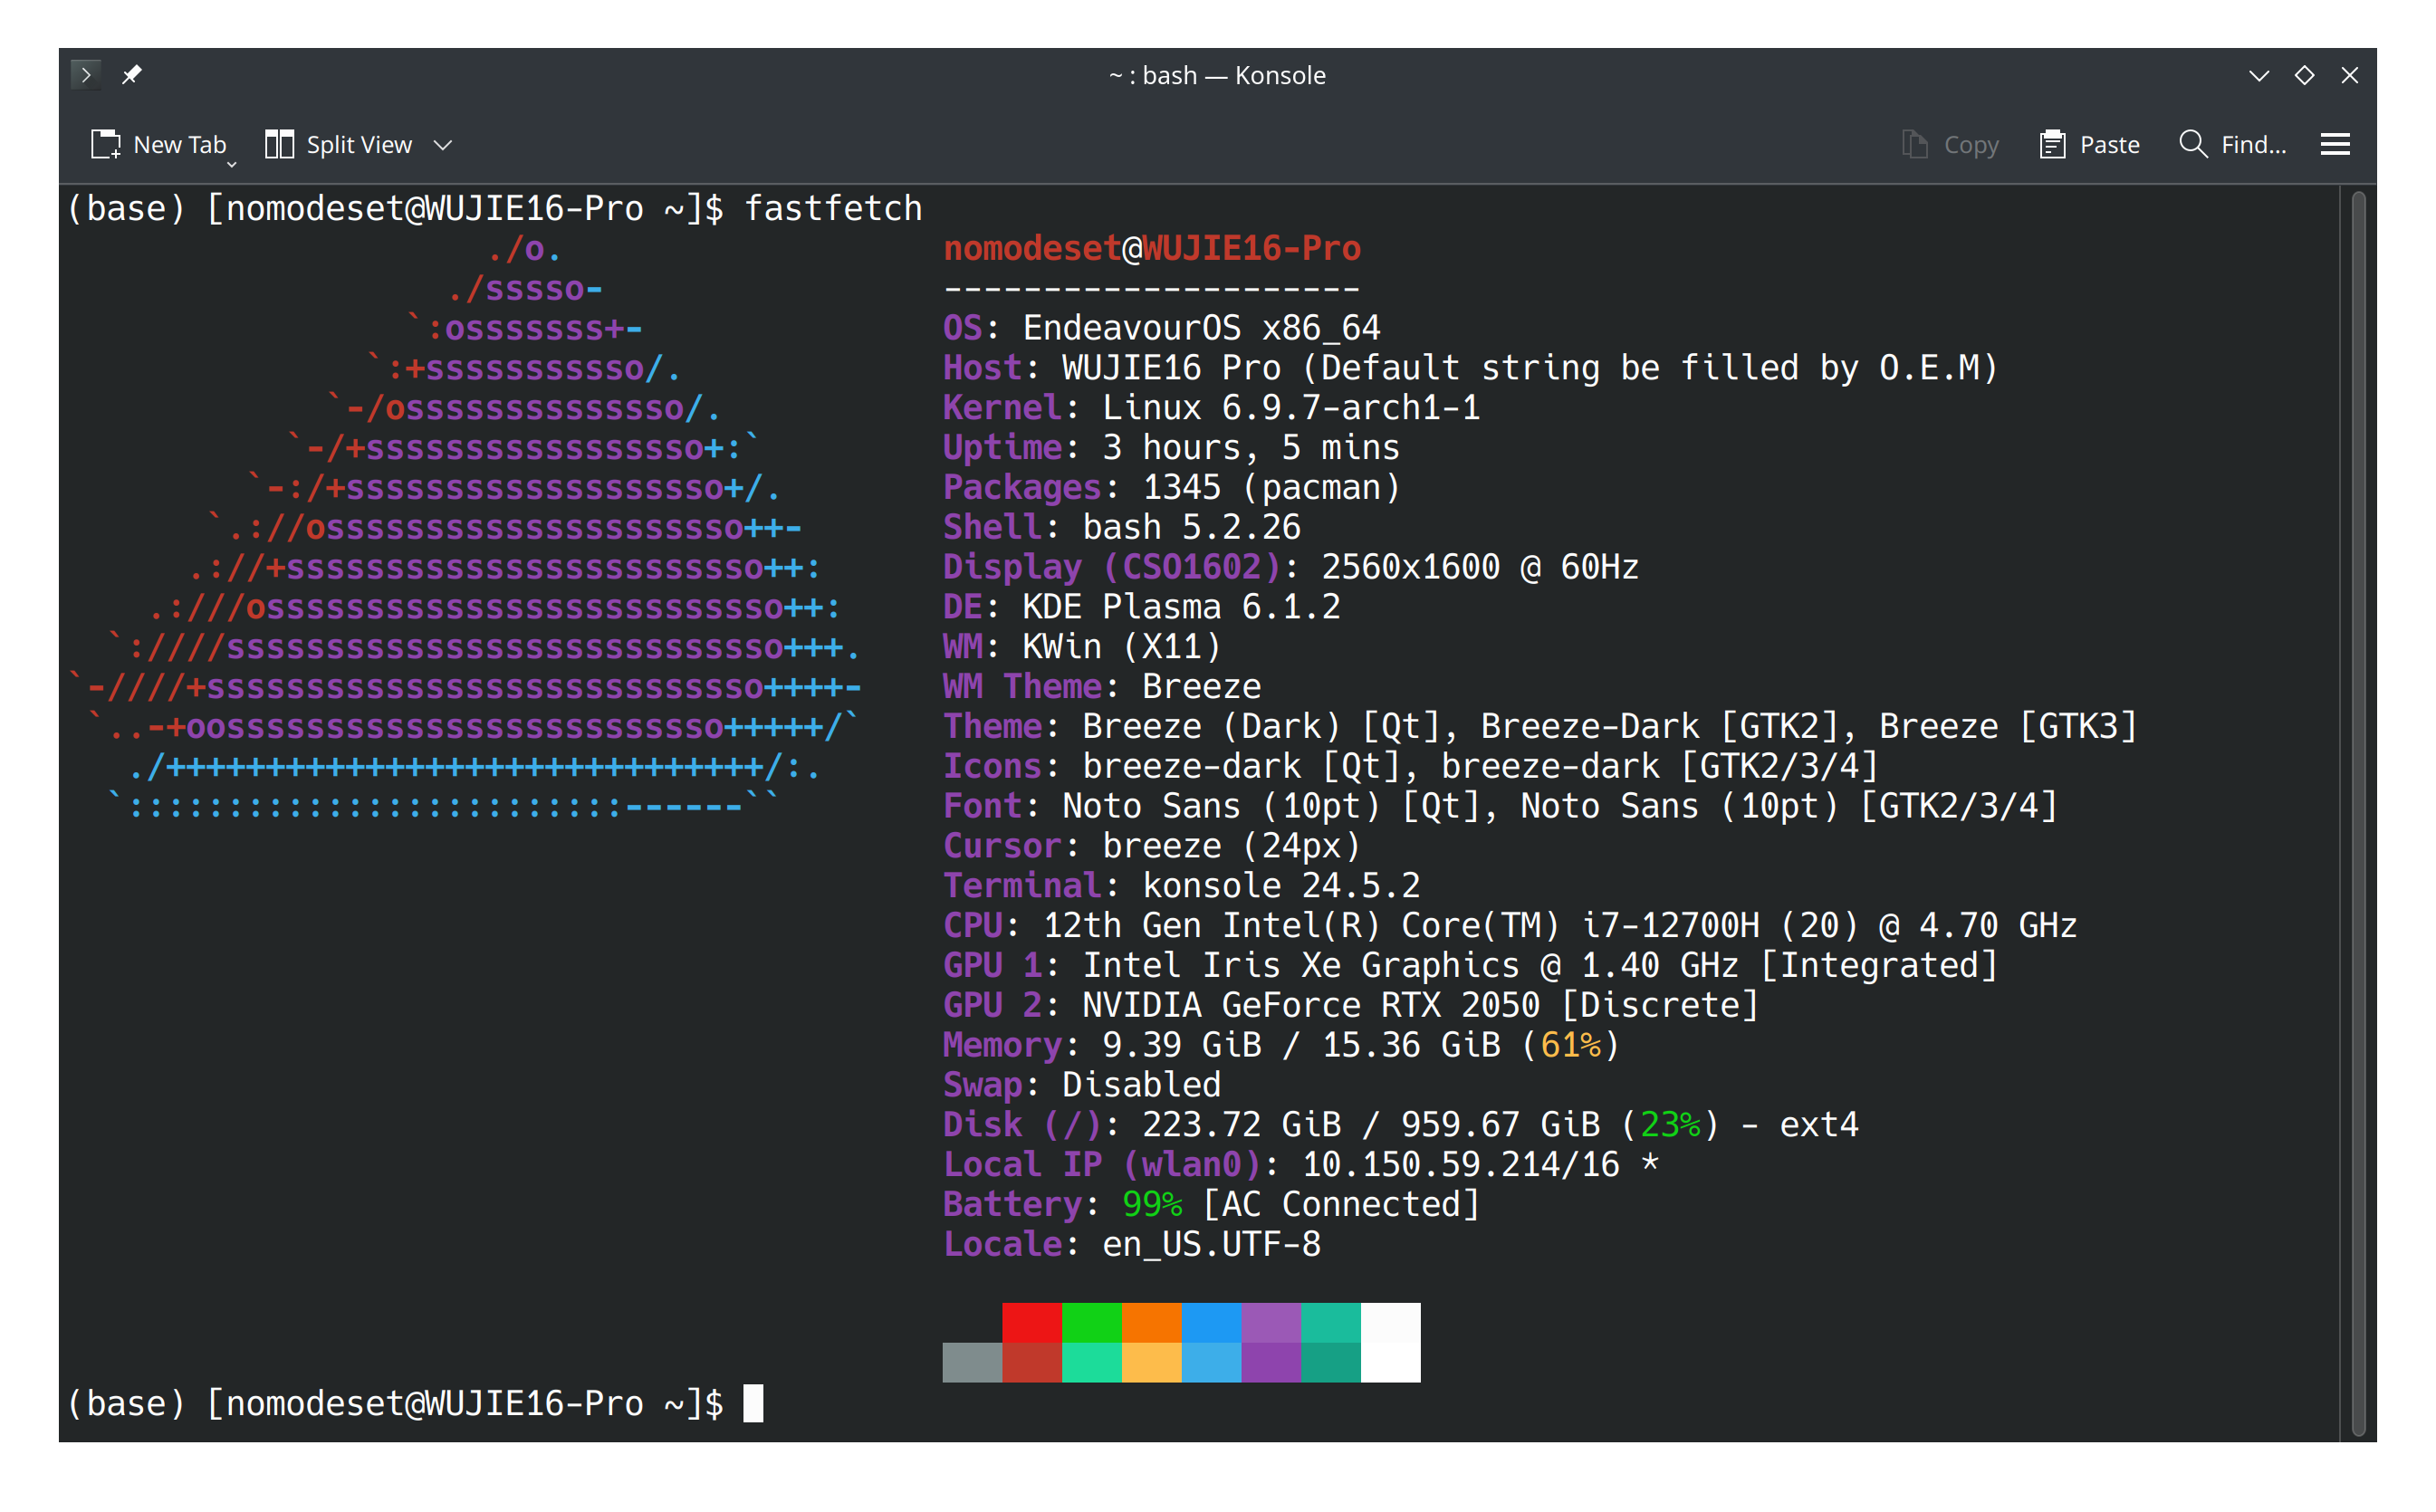 ~ : bash — Konsole
New Tab Split View Copy Paste Find...
(base) [nomodeset@WUJIE16-Pro ~]$ fastfetch
./o. nomodeset@WUJIE16-Pro
./sssso- ---------------------
`:osssssss+- OS: EndeavourOS x86_64
`:+sssssssssso/. Host: WUJIE16 Pro (Default string be filled by O.E.M)
`-/ossssssssssssso/. Kernel: Linux 6.9.7-arch1-1
`-/+sssssssssssssssso+:` Uptime: 3 hours, 5 mins
`-:/+sssssssssssssssssso+/. Packages: 1345 (pacman)
`.://osssssssssssssssssssso++- Shell: bash 5.2.26
.://+ssssssssssssssssssssssso++: Display (CSO1602): 2560x1600 @ 60Hz
.:///ossssssssssssssssssssssssso++: DE: KDE Plasma 6.1.2
`:////ssssssssssssssssssssssssssso+++. WM: KWin (X11)
`-////+ssssssssssssssssssssssssssso++++- WM Theme: Breeze
`..-+oosssssssssssssssssssssssso+++++/` Theme: Breeze (Dark) [Qt], Breeze-Dark [GTK2], Breeze [GTK3]
./++++++++++++++++++++++++++++++/:. Icons: breeze-dark [Qt], breeze-dark [GTK2/3/4]
`:::::::::::::::::::::::::------`` Font: Noto Sans (10pt) [Qt], Noto Sans (10pt) [GTK2/3/4]
Cursor: breeze (24px)
Terminal: konsole 24.5.2
CPU: 12th Gen Intel(R) Core(TM) i7-12700H (20) @ 4.70 GHz
GPU 1: Intel Iris Xe Graphics @ 1.40 GHz [Integrated]
GPU 2: NVIDIA GeForce RTX 2050 [Discrete]
Memory: 9.39 GiB / 15.36 GiB (61%)
Swap: Disabled
Disk (/): 223.72 GiB / 959.67 GiB (23%) - ext4
Local IP (wlan0): 10.150.59.214/16 *
Battery: 99% [AC Connected]
Locale: en_US.UTF-8
(base) [nomodeset@WUJIE16-Pro ~]$